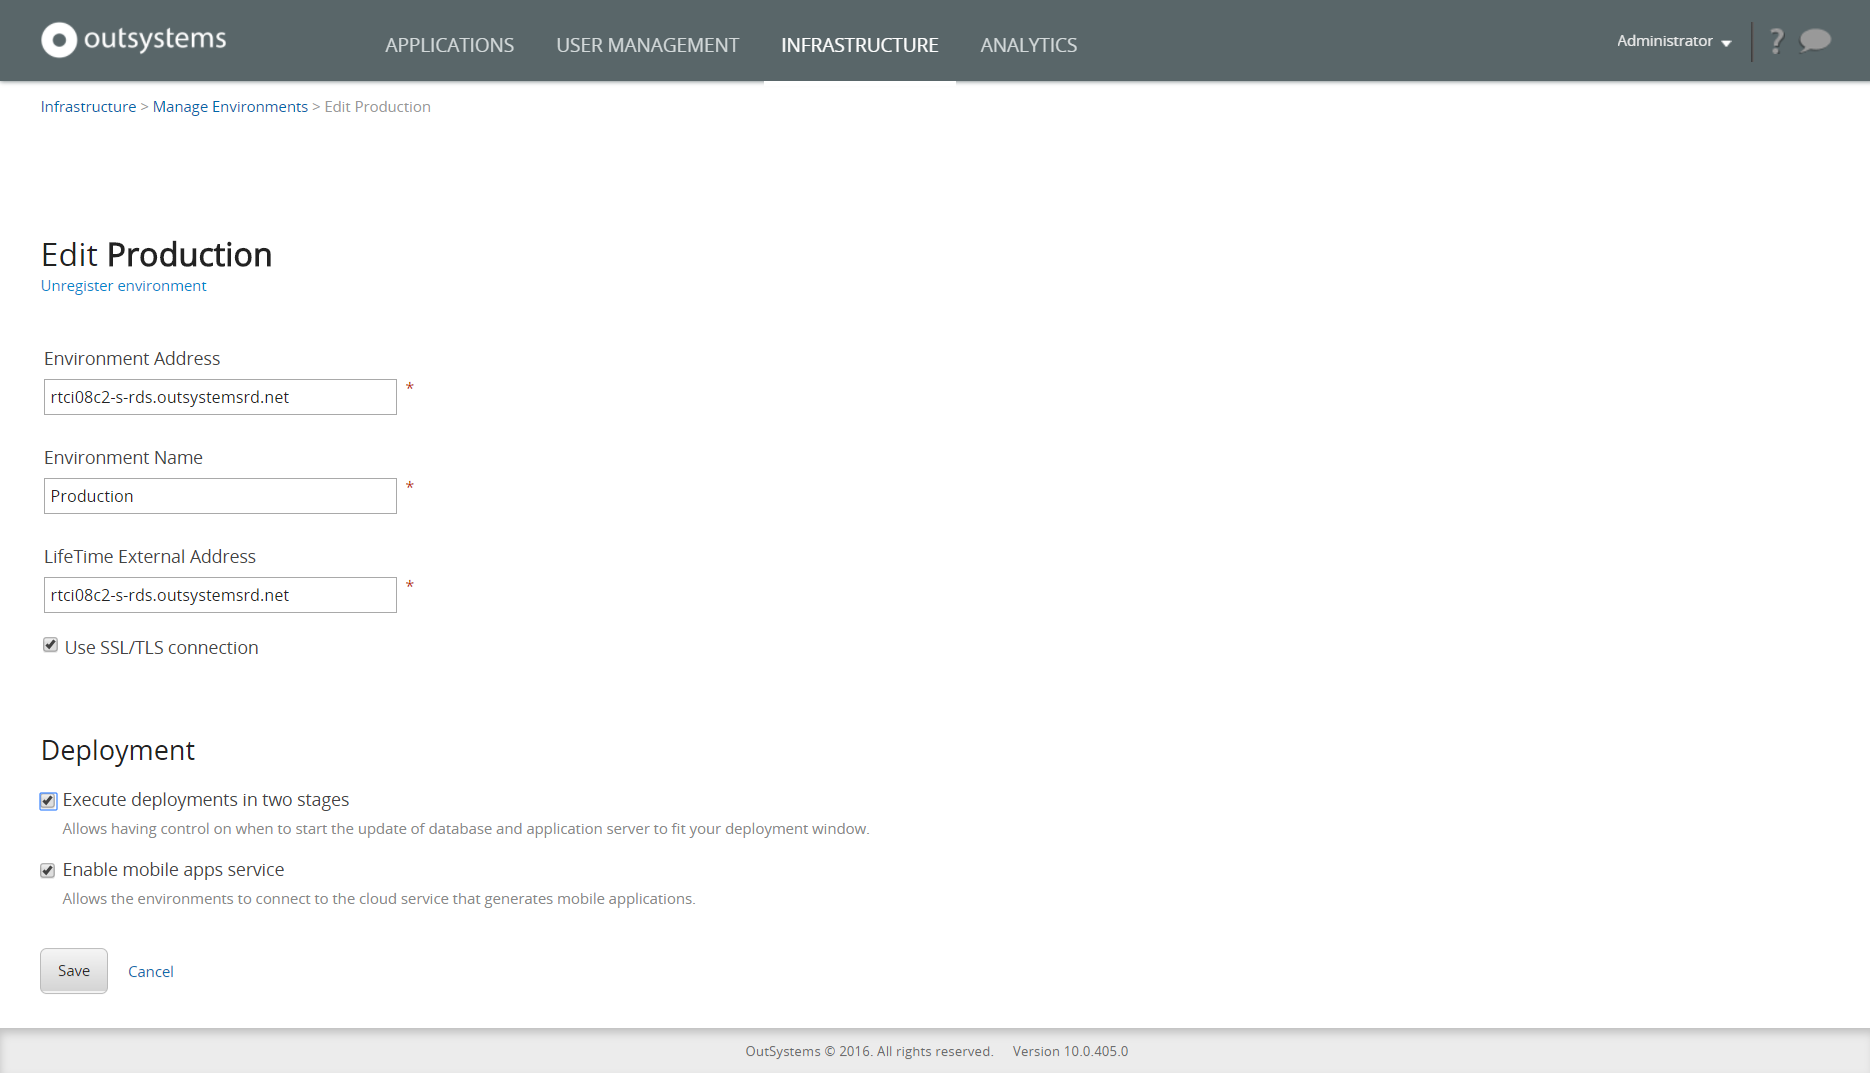 outsystems
APPLICATIONS USER MANAGEMENT INFRASTRUCTURE ANALYTICS
Administrator
?
Infrastructure > Manage Environments > Edit Production
Edit Production
Unregister environment
Environment Address
rtci08c2-s-rds.outsystemsrd.net *
Environment Name
Production *
LifeTime External Address
rtci08c2-s-rds.outsystemsrd.net *
Use SSL/TLS connection
Deployment
Execute deployments in two stages
Allows having control on when to start the update of database and application server to fit your deployment window.
Enable mobile apps service
Allows the environments to connect to the cloud service that generates mobile applications.
Save Cancel
OutSystems © 2016. All rights reserved. Version 10.0.405.0